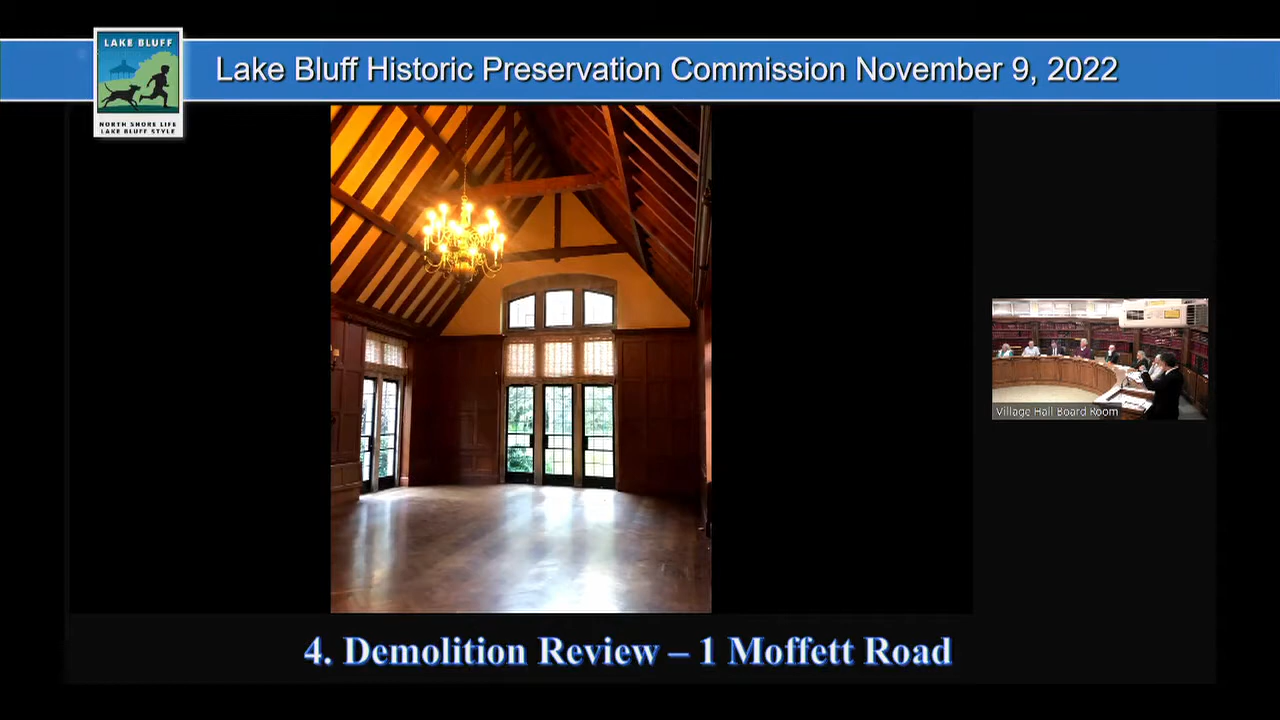 LAKE BLUFF
NORTH SHORE LIFE
LAKE BLUFF STYLE
Lake Bluff Historic Preservation Commission November 9, 2022
Village Hall Board Room
4. Demolition Review – 1 Moffett Road